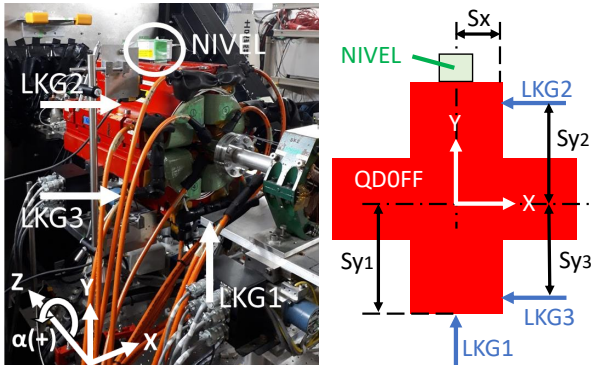 NIVEL
LKG2
LKG3
LKG1
Z
Y
X
α(+)
Sx
NIVEL
LKG2
Y
Sy2
QD0FF
X
Sy1
Sy3
LKG3
LKG1